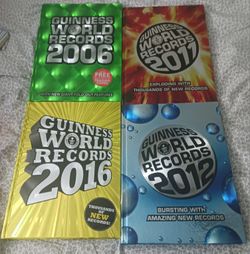 GUINNESS
WORLD
RECORDS
2006
FREE
GUINNESS
WORLD
RECORDS
2011
EXPLODING WITH
THOUSANDS OF NEW RECORDS
GUINNESS
WORLD
RECORDS
2016
THOUSANDS
OF NEW
RECORDS!
GUINNESS
WORLD
RECORDS
2012
BURSTING WITH
AMAZING NEW RECORDS